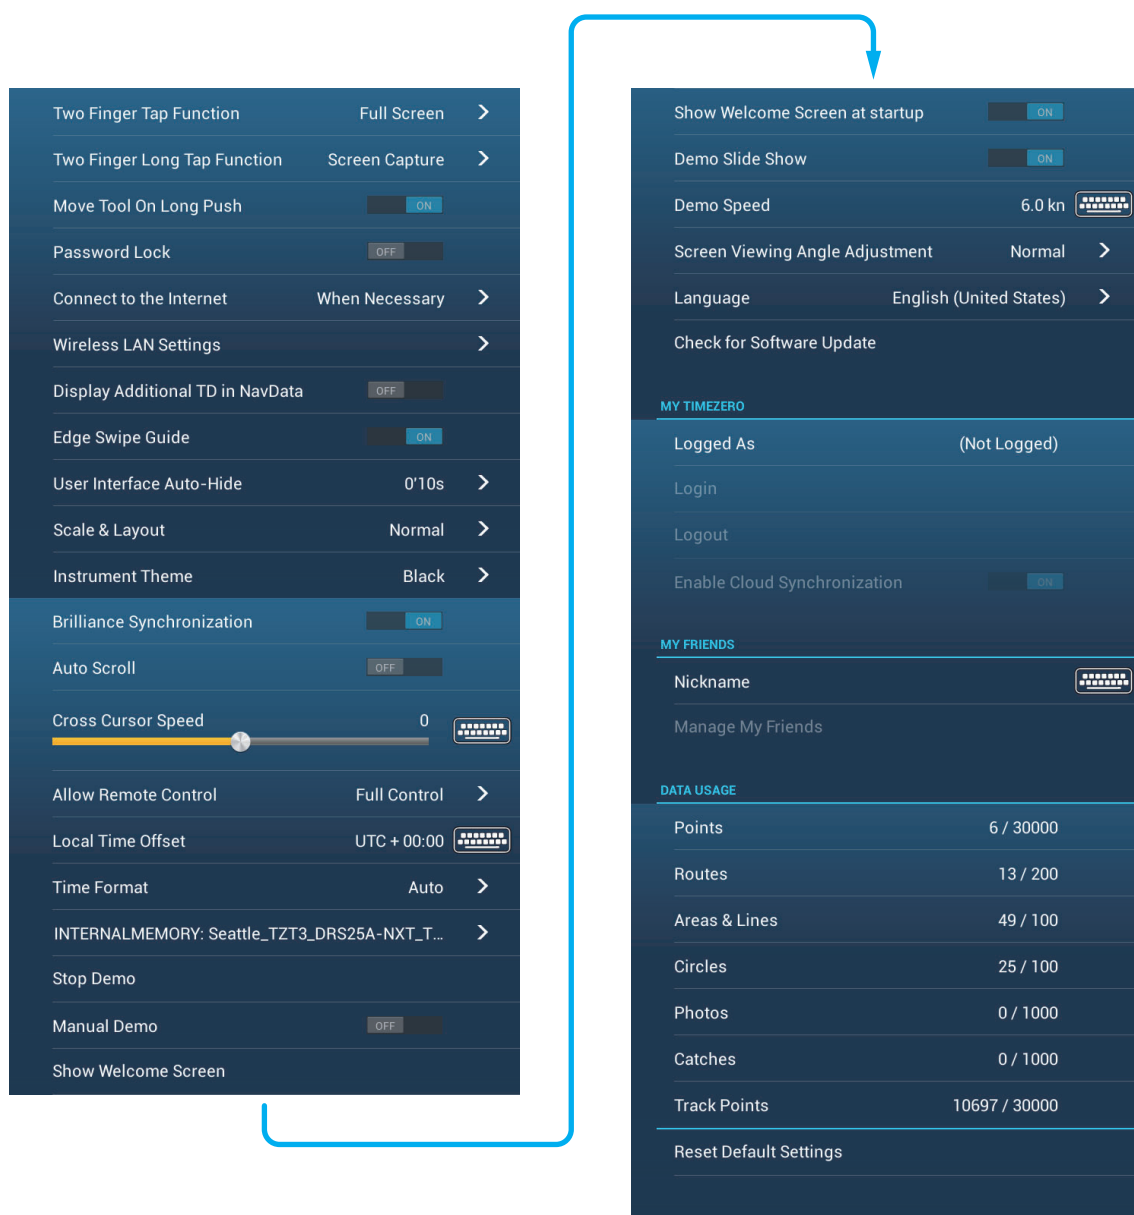 Two Finger Tap Function Full Screen
Two Finger Long Tap Function Screen Capture
Move Tool On Long Push ON
Password Lock OFF
Connect to the Internet When Necessary
Wireless LAN Settings
Display Additional TD in NavData OFF
Edge Swipe Guide ON
User Interface Auto-Hide 0'10s
Scale & Layout Normal
Instrument Theme Black
Brilliance Synchronization ON
Auto Scroll OFF
Cross Cursor Speed 0
Allow Remote Control Full Control
Local Time Offset UTC + 00:00
Time Format Auto
INTERNALMEMORY: Seattle_TZT3_DRS25A-NXT_T...
Stop Demo
Manual Demo OFF
Show Welcome Screen
Show Welcome Screen at startup ON
Demo Slide Show ON
Demo Speed 6.0 kn
Screen Viewing Angle Adjustment Normal
Language English (United States)
Check for Software Update
MY TIMEZERO
Logged As (Not Logged)
Login
Logout
Enable Cloud Synchronization ON
MY FRIENDS
Nickname
Manage My Friends
DATA USAGE
Points 6 / 30000
Routes 13 / 200
Areas & Lines 49 / 100
Circles 25 / 100
Photos 0 / 1000
Catches 0 / 1000
Track Points 10697 / 30000
Reset Default Settings